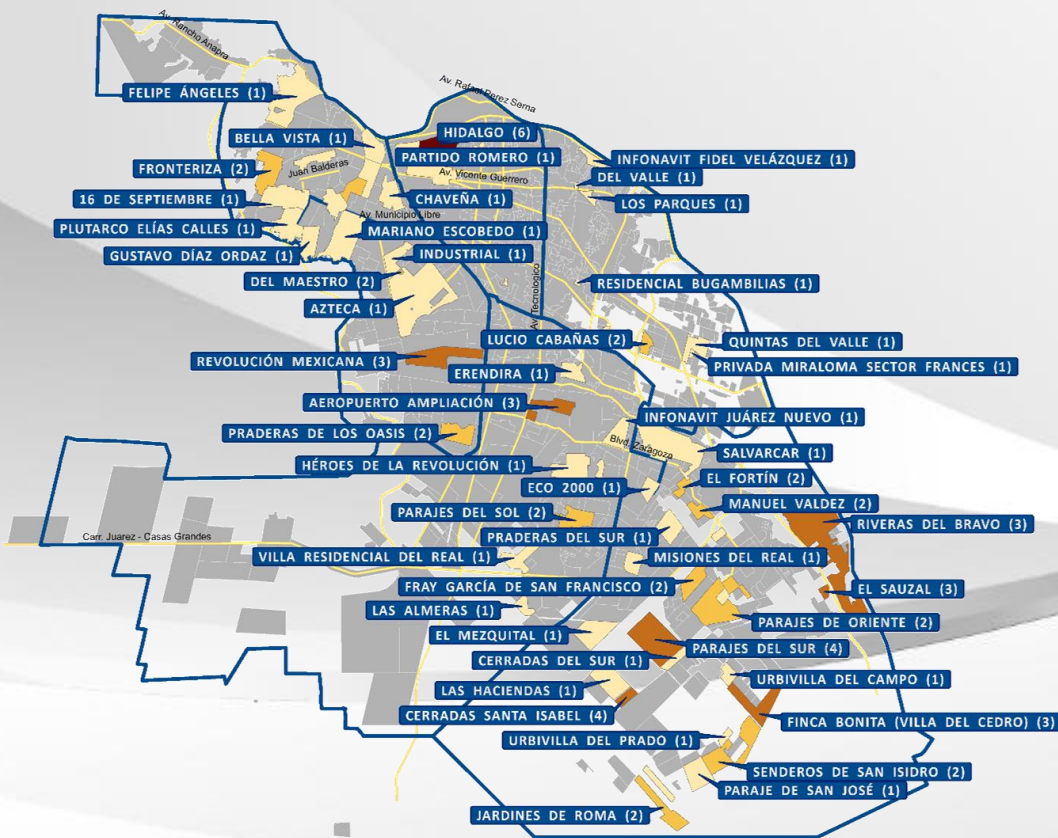 Av. Rancho Anapra
FELIPE ÁNGELES (1)
Av. Rafael Perez Serna
BELLA VISTA (1)
HIDALGO (6)
PARTIDO ROMERO (1)
INFONAVIT FIDEL VELÁZQUEZ (1)
FRONTERIZA (2)
Juan Balderas
Av. Vicente Guerrero
DEL VALLE (1)
16 DE SEPTIEMBRE (1)
CHAVEÑA (1)
LOS PARQUES (1)
Av. Municipio Libre
PLUTARCO ELÍAS CALLES (1)
MARIANO ESCOBEDO (1)
GUSTAVO DÍAZ ORDAZ (1)
INDUSTRIAL (1)
DEL MAESTRO (2)
RESIDENCIAL BUGAMBILIAS (1)
Av. Tecnologico
AZTECA (1)
LUCIO CABAÑAS (2)
QUINTAS DEL VALLE (1)
REVOLUCIÓN MEXICANA (3)
ERENDIRA (1)
PRIVADA MIRALOMA SECTOR FRANCES (1)
AEROPUERTO AMPLIACIÓN (3)
INFONAVIT JUÁREZ NUEVO (1)
PRADERAS DE LOS OASIS (2)
Blvd. Zaragoza
SALVARCAR (1)
HÉROES DE LA REVOLUCIÓN (1)
EL FORTÍN (2)
ECO 2000 (1)
MANUEL VALDEZ (2)
PARAJES DEL SOL (2)
RIVERAS DEL BRAVO (3)
Carr. Juarez - Casas Grandes
PRADERAS DEL SUR (1)
VILLA RESIDENCIAL DEL REAL (1)
MISIONES DEL REAL (1)
FRAY GARCÍA DE SAN FRANCISCO (2)
EL SAUZAL (3)
LAS ALMERAS (1)
PARAJES DE ORIENTE (2)
EL MEZQUITAL (1)
PARAJES DEL SUR (4)
CERRADAS DEL SUR (1)
URBIVILLA DEL CAMPO (1)
LAS HACIENDAS (1)
CERRADAS SANTA ISABEL (4)
FINCA BONITA (VILLA DEL CEDRO) (3)
URBIVILLA DEL PRADO (1)
SENDEROS DE SAN ISIDRO (2)
PARAJE DE SAN JOSÉ (1)
JARDINES DE ROMA (2)